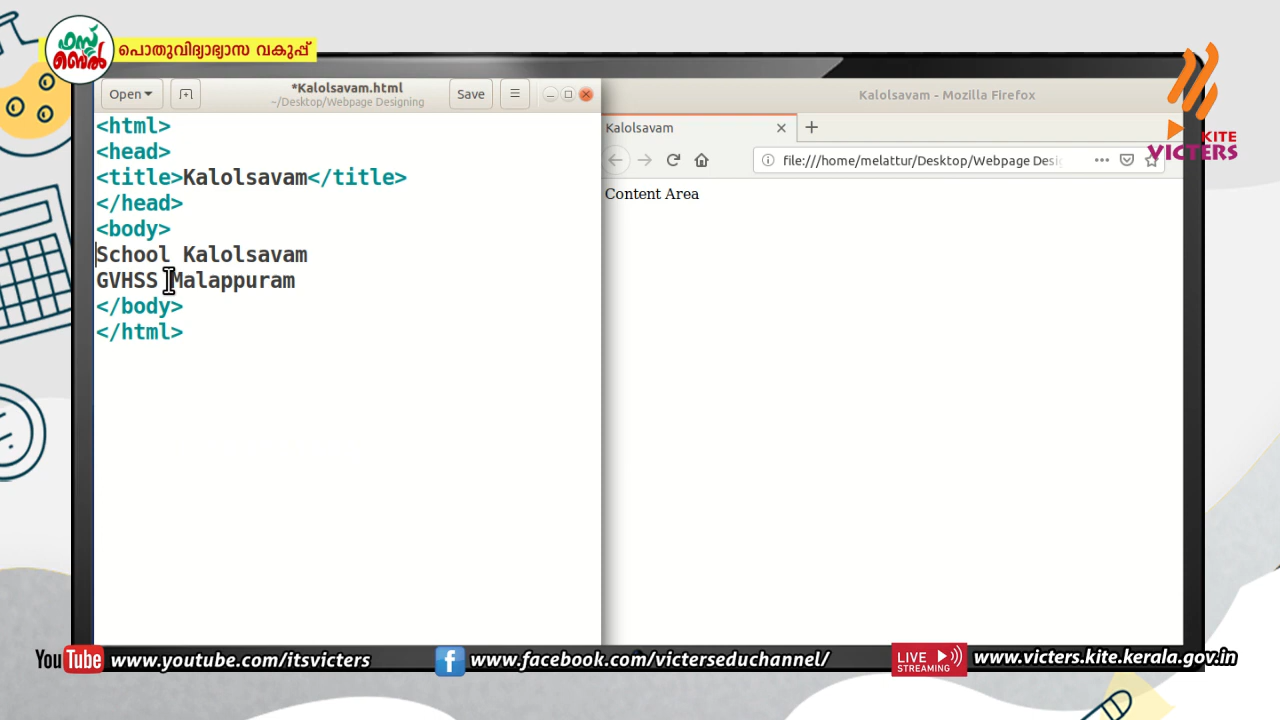 ഫസ്റ്റ്
ബെൽ
പൊതുവിദ്യാഭ്യാസ വകുപ്പ്
Open
*Kalolsavam.html
~/Desktop/Webpage Designing
Save
Kalolsavam - Mozilla Firefox
KITE
VICTERS
Kalolsavam
file:///home/melattur/Desktop/Webpage Desi
<html>
<head>
<title>Kalolsavam</title>
</head>
<body>
School Kalolsavam
GVHSS Malappuram
</body>
</html>
Content Area
YouTube www.youtube.com/itsvicters
f www.facebook.com/victerseduchannel/
LIVE
STREAMING
www.victers.kite.kerala.gov.in